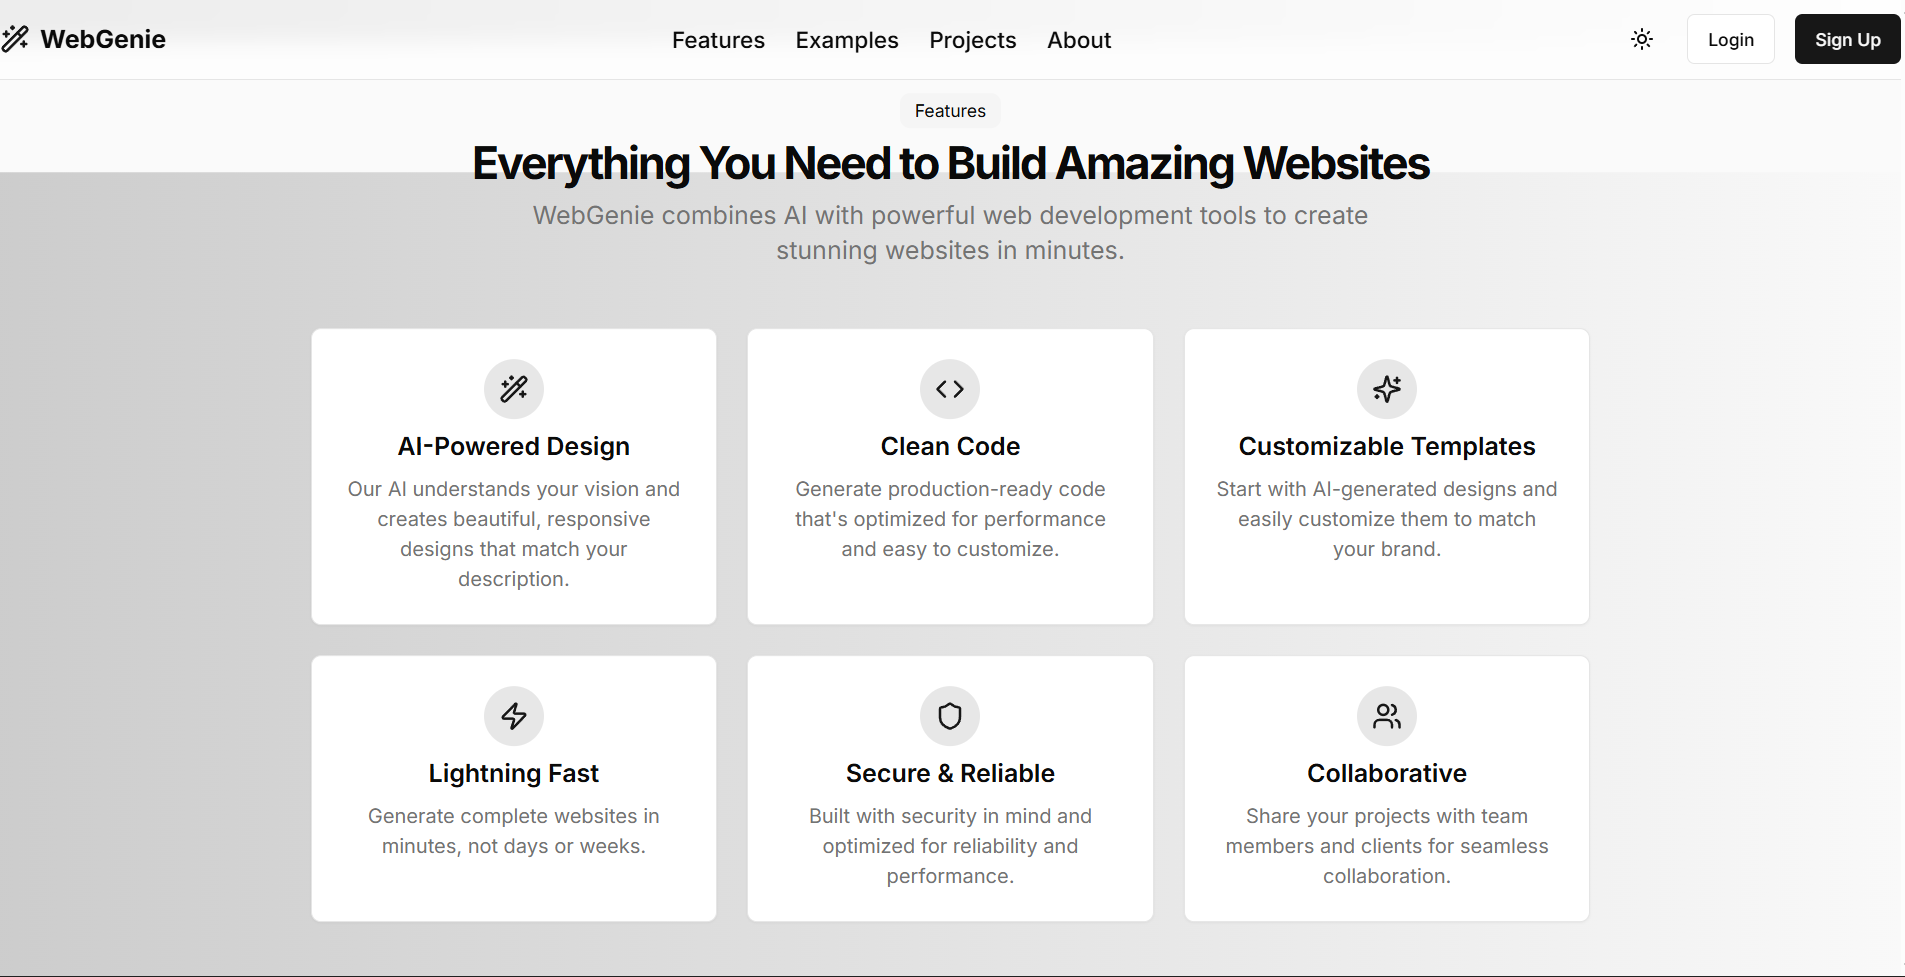 WebGenie
Features
Examples
Projects
About
Login
Sign Up
Features
Everything You Need to Build Amazing Websites
WebGenie combines AI with powerful web development tools to create
stunning websites in minutes.
AI-Powered Design
Our AI understands your vision and
creates beautiful, responsive
designs that match your
description.
Clean Code
Generate production-ready code
that's optimized for performance
and easy to customize.
Customizable Templates
Start with AI-generated designs and
easily customize them to match
your brand.
Lightning Fast
Generate complete websites in
minutes, not days or weeks.
Secure & Reliable
Built with security in mind and
optimized for reliability and
performance.
Collaborative
Share your projects with team
members and clients for seamless
collaboration.